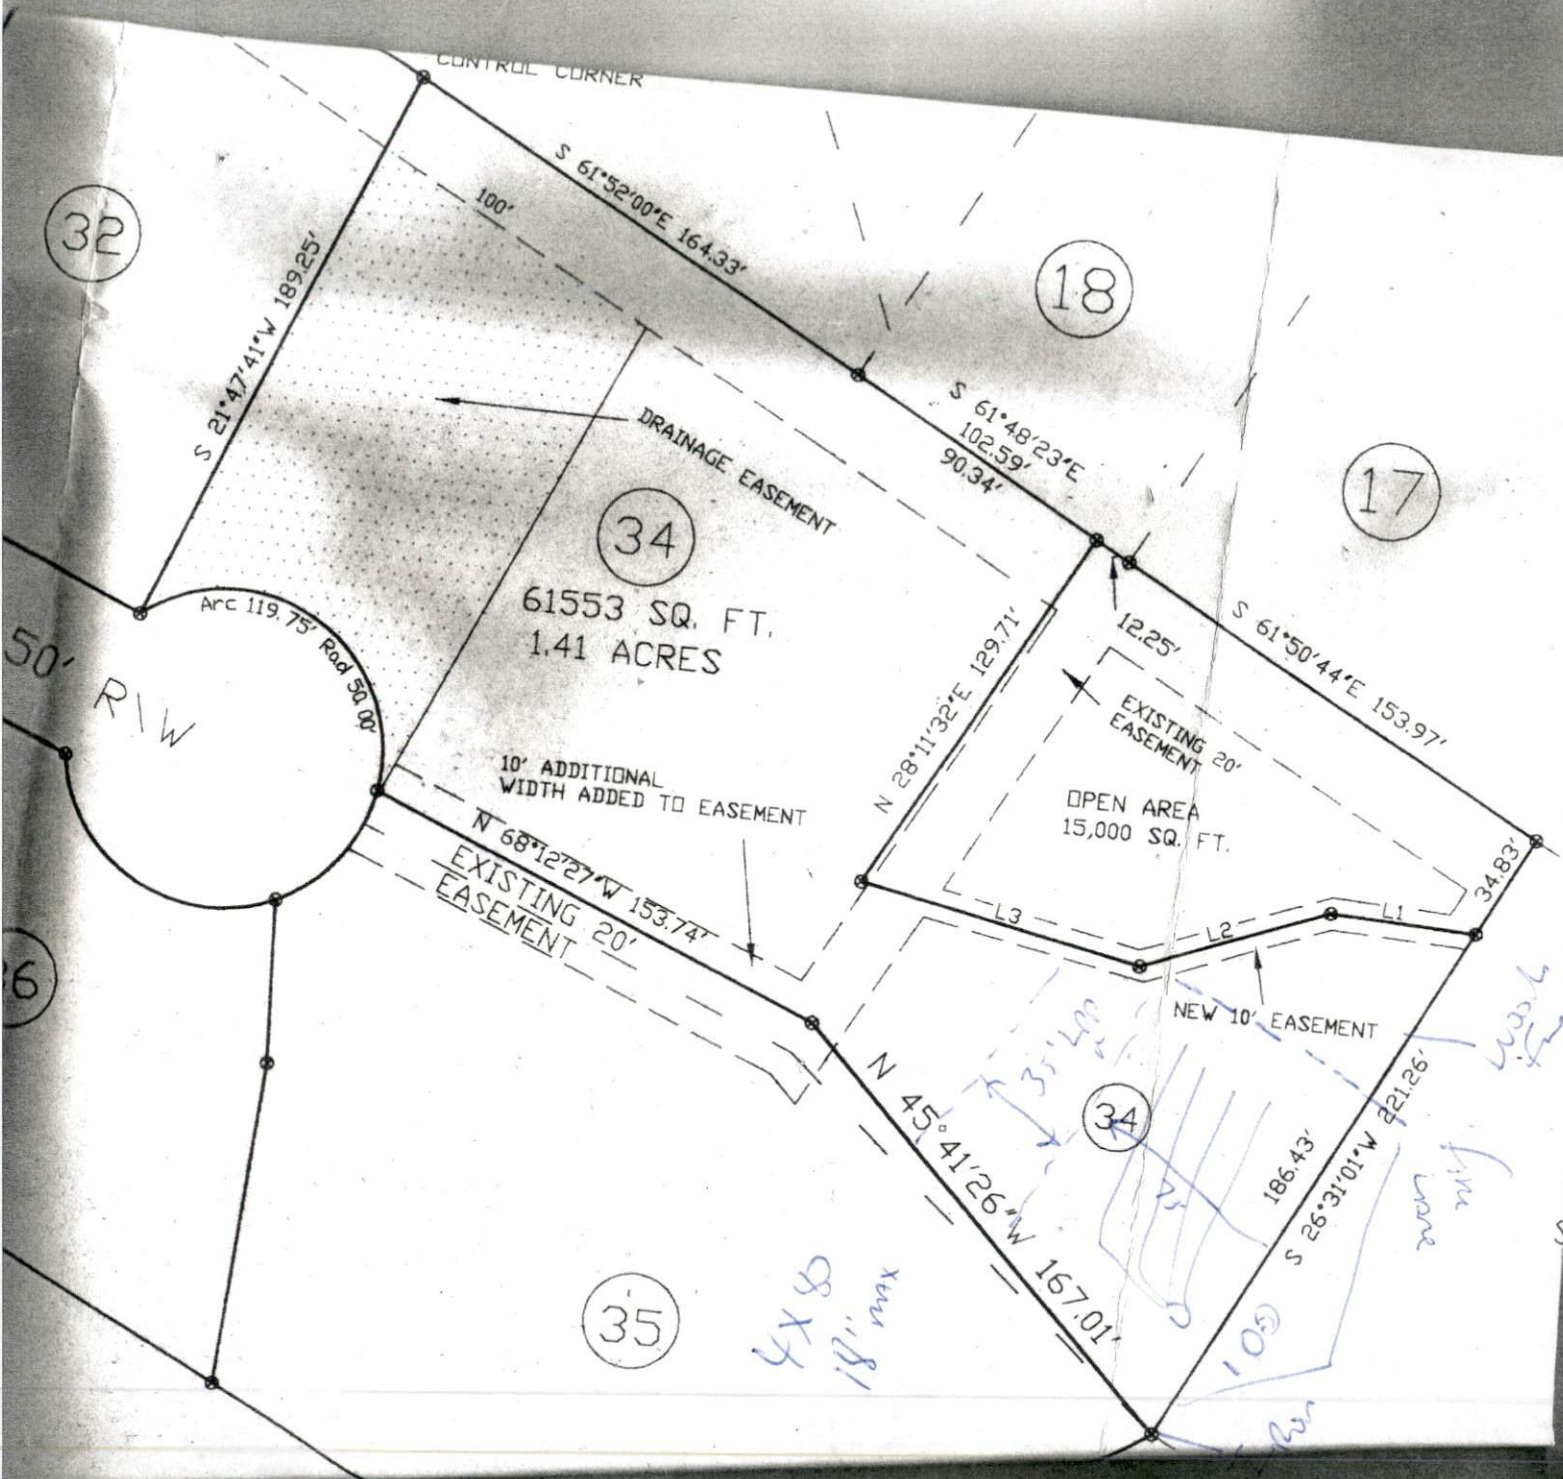 CONTROL CORNER
S 61°52'00"E 164.33'
100'
32
18
S 21°47'41"W 189.25'
S 61°48'23"E
102.59'
90.34'
DRAINAGE EASEMENT
17
34
61553 SQ. FT.
1.41 ACRES
Arc 119.75' Rad 50.00'
50' R\W
12.25'
S 61°50'44"E 153.97'
N 28°11'32"E 129.71'
EXISTING 20'
EASEMENT
10' ADDITIONAL
WIDTH ADDED TO EASEMENT
OPEN AREA
15,000 SQ. FT.
N 68°12'27"W 153.74'
EXISTING 20'
EASEMENT
34.83'
L3
L2
L1
NEW 10' EASEMENT
N 45°41'26"W 167.01'
34
186.43'
S 26°31'01"W 221.26'
35
4 X 8
18" MAX